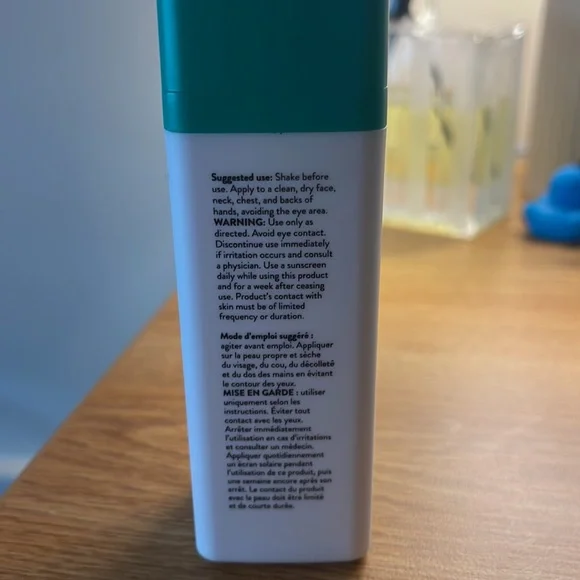 Suggested use: Shake before
use. Apply to a clean, dry face,
neck, chest, and backs of
hands, avoiding the eye area.
WARNING: Use only as
directed. Avoid eye contact.
Discontinue use immediately
if irritation occurs and consult
a physician. Use a sunscreen
daily while using this product
and for a week after ceasing
use. Product's contact with
skin must be of limited
frequency or duration.
Mode d'emploi suggéré :
agiter avant emploi. Appliquer
sur la peau propre et sèche
du visage, du cou, du décolleté
et du dos des mains en évitant
le contour des yeux.
MISE EN GARDE : utiliser
uniquement selon les
instructions. Éviter tout
contact avec les yeux.
Arrêter immédiatement
l'utilisation en cas d'irritations
et consulter un médecin.
Appliquer quotidiennement
un écran solaire pendant
l'utilisation de ce produit, puis
une semaine encore après son
arrêt. Le contact du produit
avec la peau doit être limité
et de courte durée.